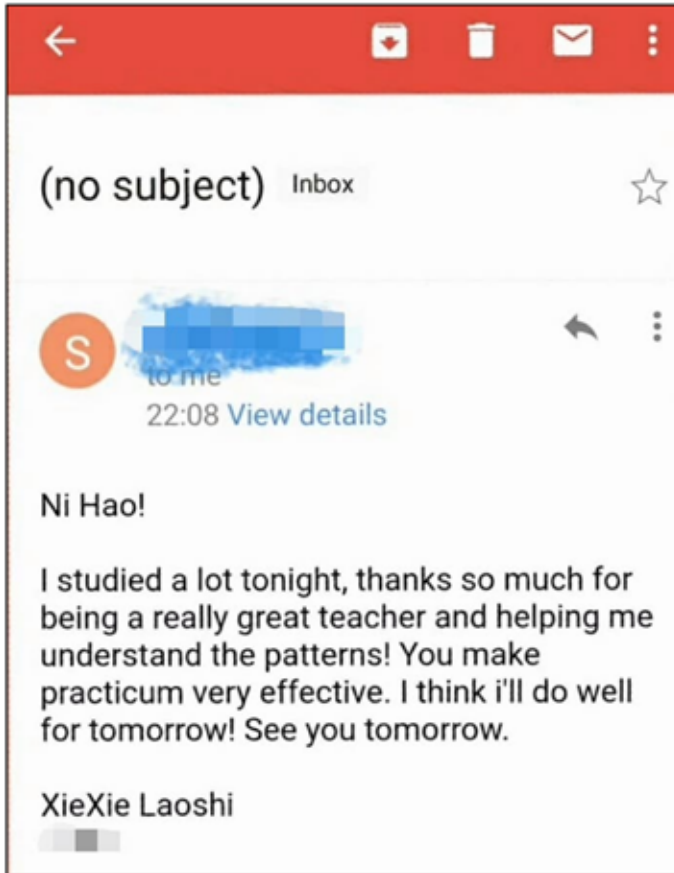 (no subject) Inbox
S
to me
22:08 View details
Ni Hao!
I studied a lot tonight, thanks so much for
being a really great teacher and helping me
understand the patterns! You make
practicum very effective. I think i'll do well
for tomorrow! See you tomorrow.
XieXie Laoshi